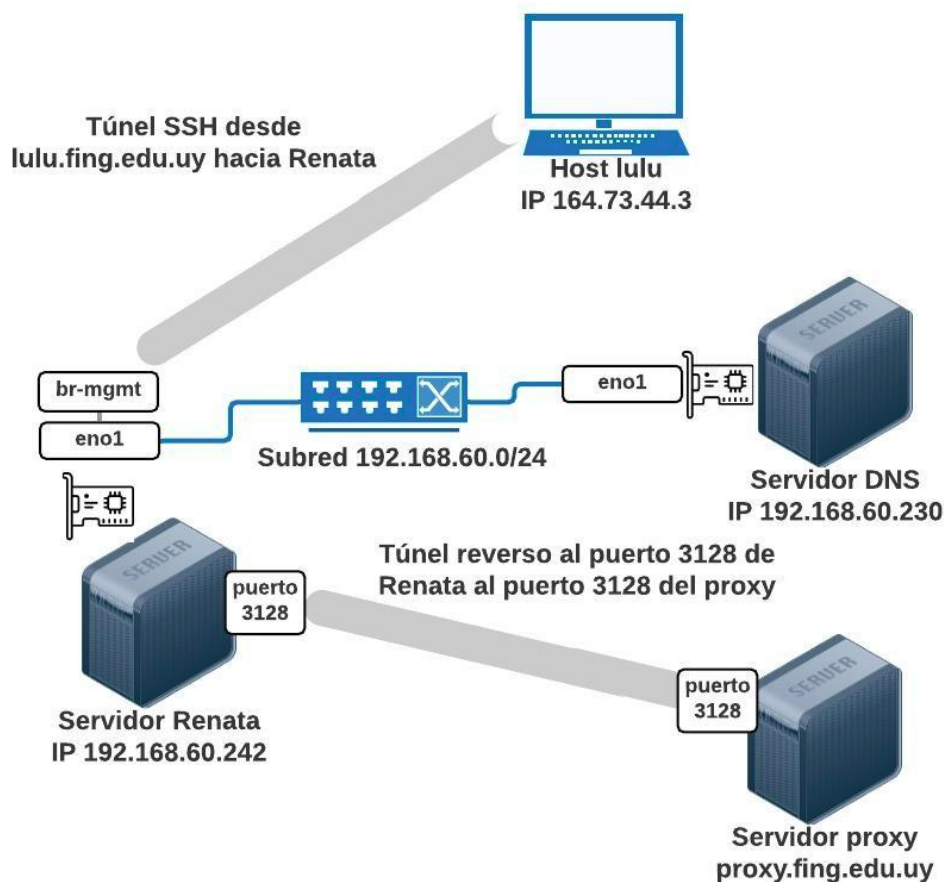 Túnel SSH desde
lulu.fing.edu.uy hacia Renata
Host lulu
IP 164.73.44.3
br-mgmt
eno1
Subred 192.168.60.0/24
eno1
SERVER
Servidor DNS
IP 192.168.60.230
SERVER
puerto
3128
Servidor Renata
IP 192.168.60.242
Túnel reverso al puerto 3128 de
Renata al puerto 3128 del proxy
puerto
3128
SERVER
Servidor proxy
proxy.fing.edu.uy